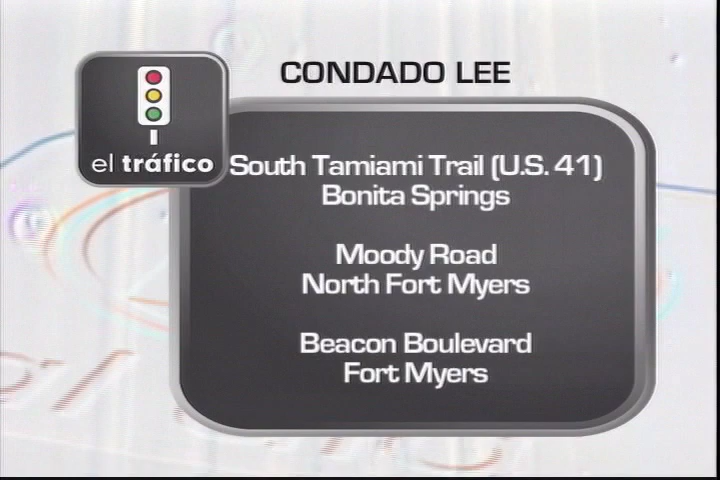 CONDADO LEE
el tráfico
South Tamiami Trail (U.S. 41)
Bonita Springs
Moody Road
North Fort Myers
Beacon Boulevard
Fort Myers